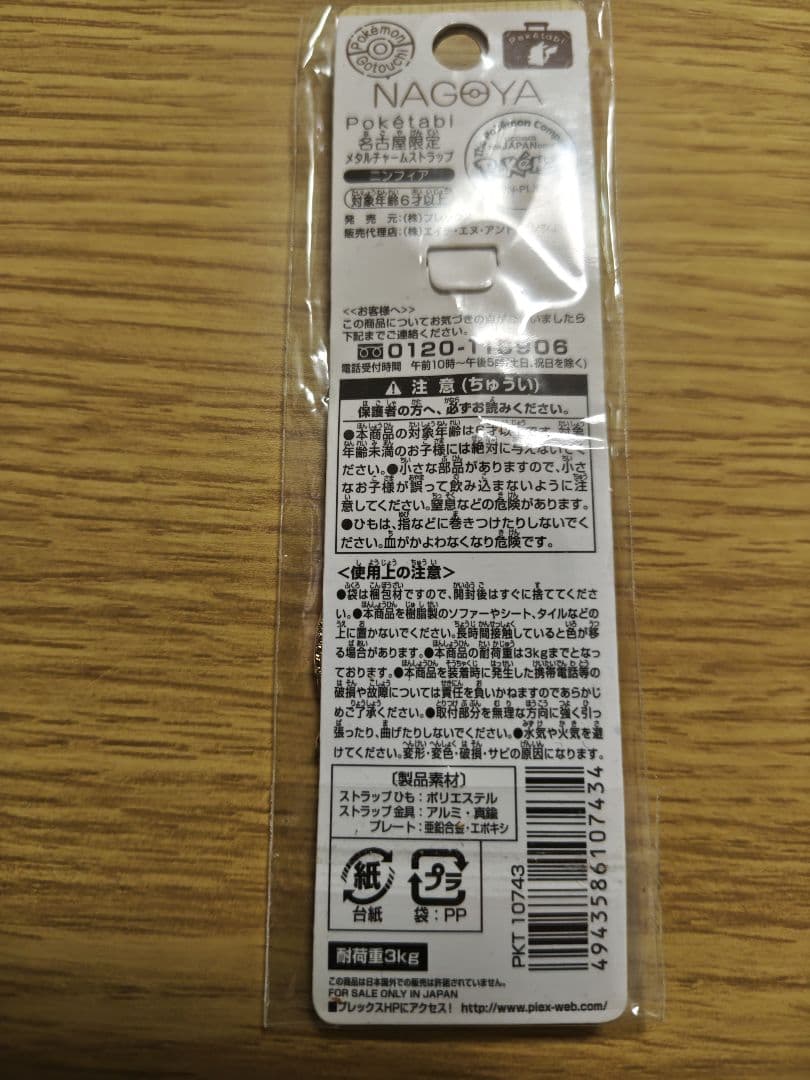 Pokémon Gotouchi
Pokétabi
NAGOYA
Pokétabi
名古屋限定
メタルチャームストラップ
ニンフィア
対象年齢6才以上
発売元:(株)プレックス
販売代理店:(株)エイチ・エヌ・アンド・
<<お客様へ>>
この商品についてお気づきの点がございましたら
下記までご連絡ください。
0120-
電話受付時間 午前10時〜午後5時(土日、祝日を除く)
注意(ちゅうい)
保護者の方へ、必ずお読みください。
●本商品の対象年齢は6才以上です。対象
年齢未満のお子様には絶対に与えないでく
ださい。●小さな部品がありますので、小さ
なお子様が誤って飲み込まないように注
意してください。窒息などの危険があります。
●ひもは、指などに巻きつけたりしないでく
ださい。血がかよわなくなり危険です。
<使用上の注意>
●袋は梱包材ですので、開封後はすぐに捨ててくださ
い。●本商品を樹脂製のソファーやシート、タイルなどの
上に置かないでください。長時間接触していると色が移
る場合があります。●本商品の耐荷重は3kgまでとなっ
ております。●本商品を装着時に発生した携帯電話等の
破損や故障については責任を負いかねますのであらかじ
めご了承ください。●取付部分を無理な方向に強く引っ
張ったり、曲げたりしないでください。●水気や火気を避
けてください。変形・変色・破損・サビの原因になります。
〔製品素材〕
ストラップひも:ポリエステル
ストラップ金具:アルミ・真鍮
プレート:亜鉛合金・エポキシ
紙
台紙
プラ
袋:PP
PKT 10743
4943586107434
耐荷重3kg
この商品は日本国外での販売は許諾されていません。
FOR SALE ONLY IN JAPAN
■プレックスHPにアクセス! http://www.plex-web.com/